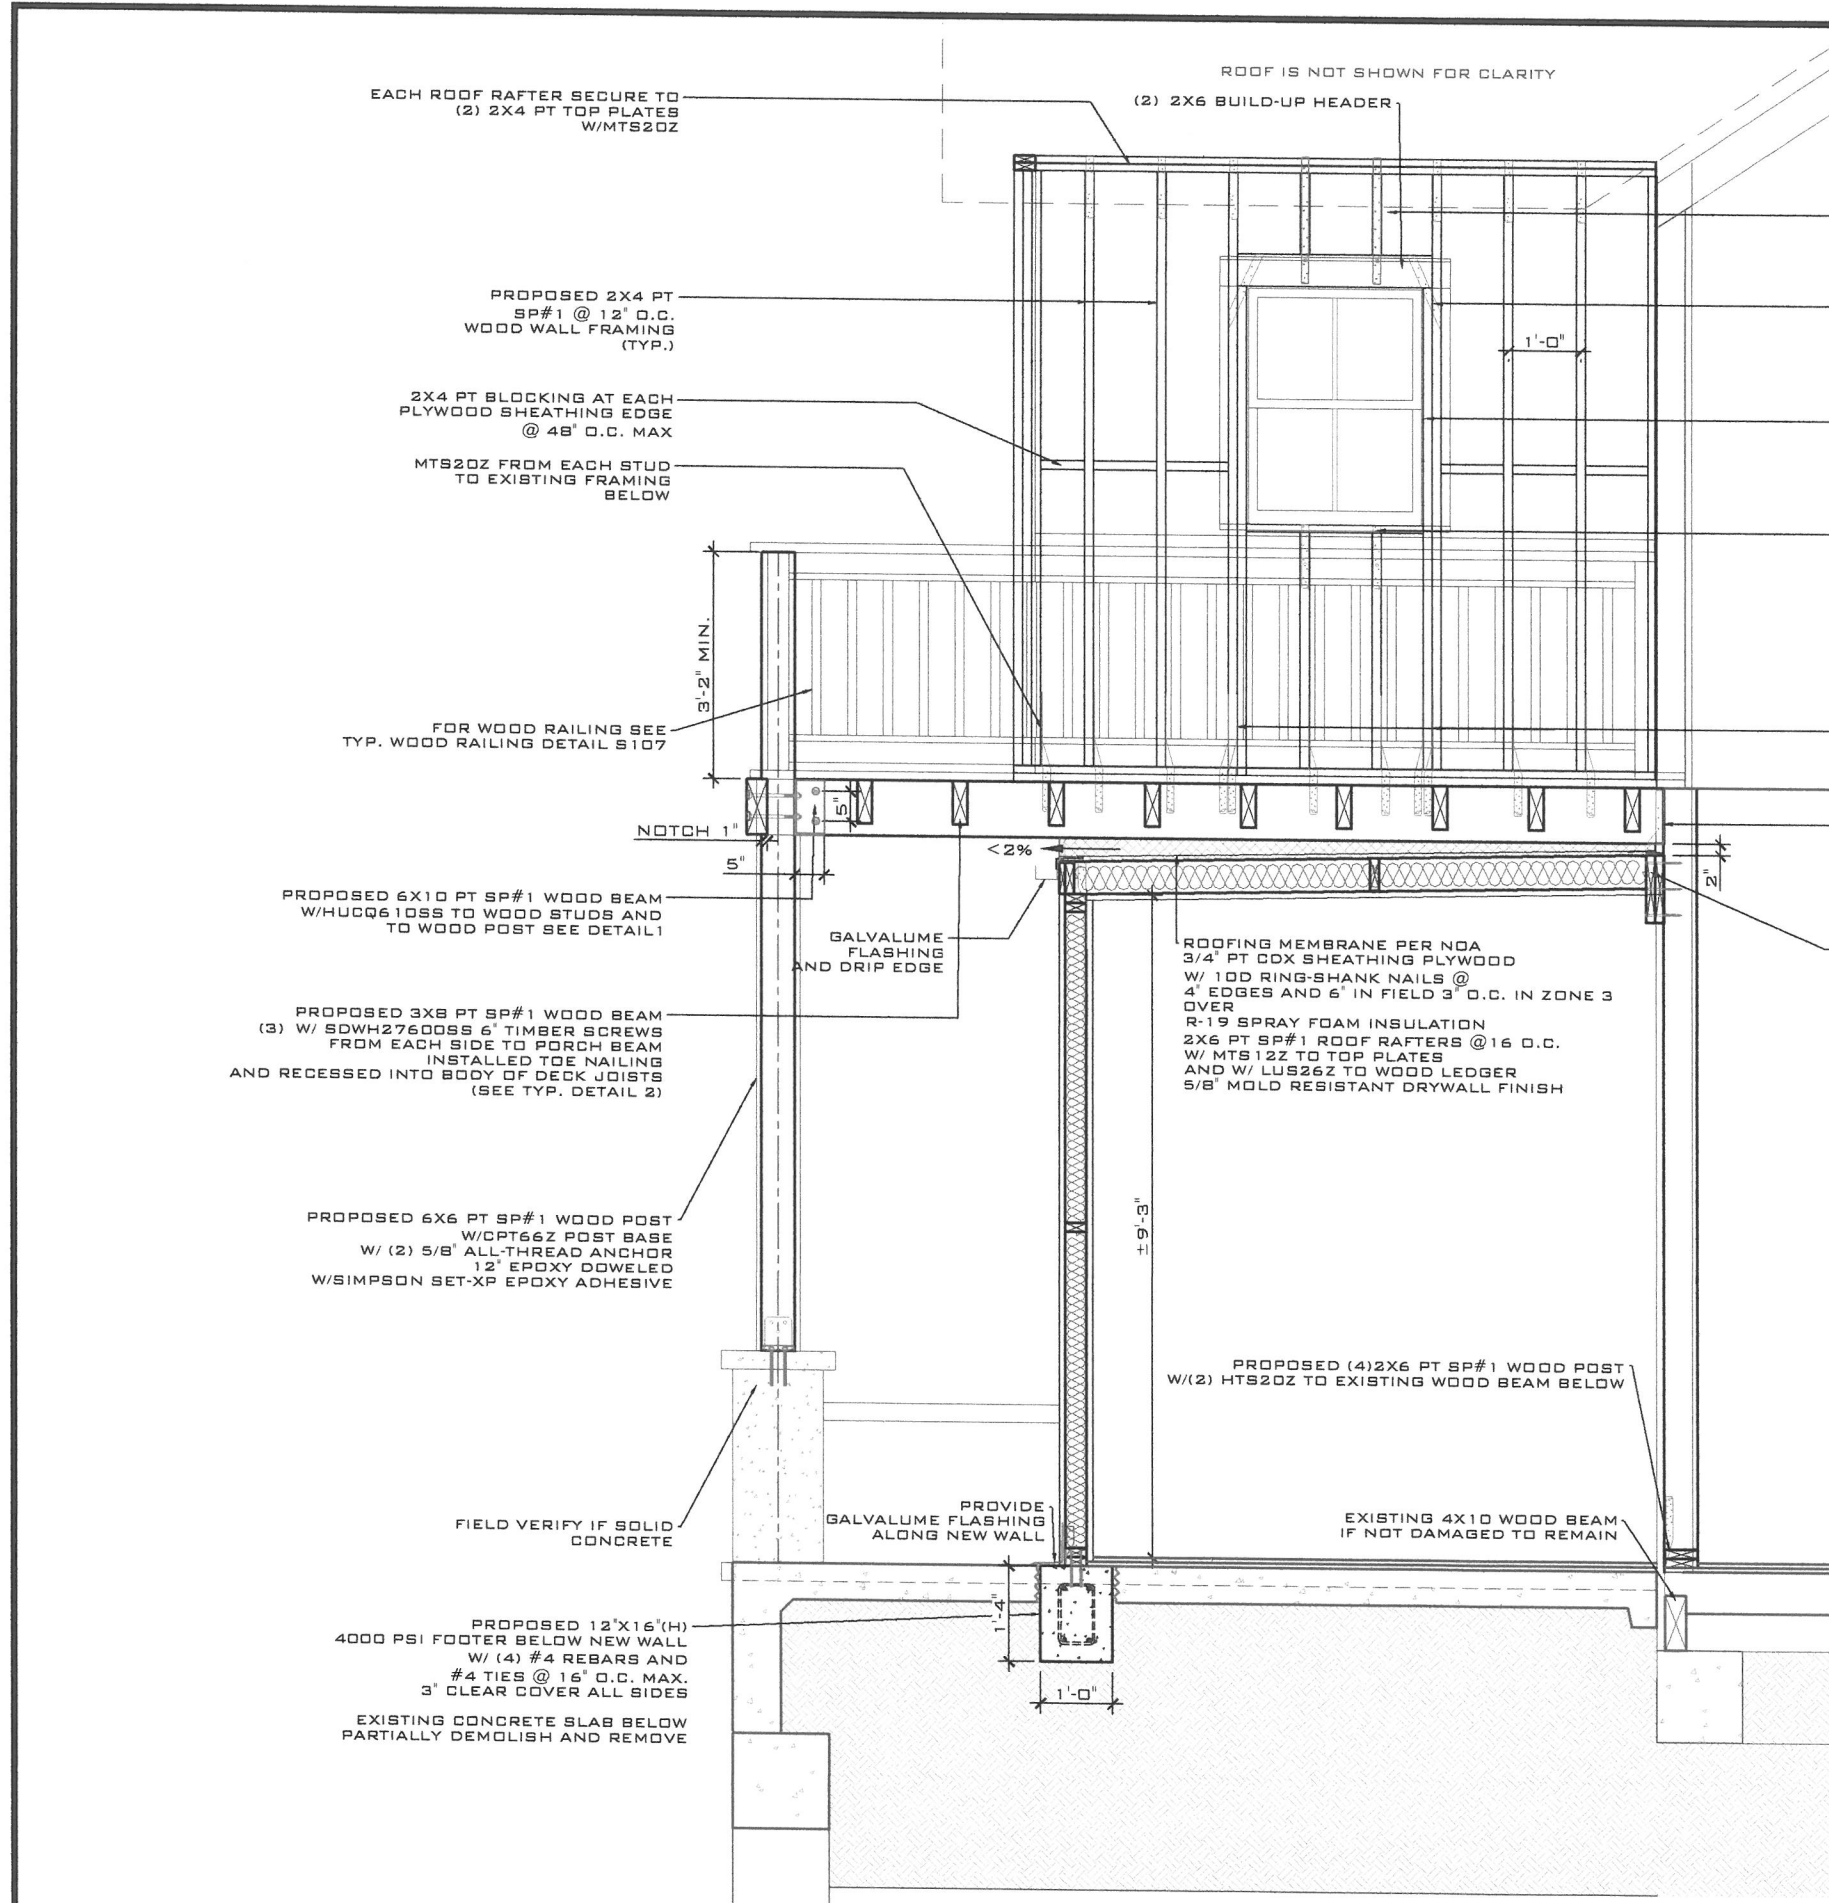 ROOF IS NOT SHOWN FOR CLARITY
(2) 2X6 BUILD-UP HEADER
EACH ROOF RAFTER SECURE TO
(2) 2X4 PT TOP PLATES
W/MTS20Z
PROPOSED 2X4 PT
SP#1 @ 12" O.C.
WOOD WALL FRAMING
(TYP.)
1'-0"
2X4 PT BLOCKING AT EACH
PLYWOOD SHEATHING EDGE
@ 48" O.C. MAX
MTS20Z FROM EACH STUD
TO EXISTING FRAMING
BELOW
3'-2" MIN.
FOR WOOD RAILING SEE
TYP. WOOD RAILING DETAIL S107
5"
NOTCH 1"
5"
<2%
2"
PROPOSED 6X10 PT SP#1 WOOD BEAM
W/HUCQ610SS TO WOOD STUDS AND
TO WOOD POST SEE DETAIL1
GALVALUME
FLASHING
AND DRIP EDGE
ROOFING MEMBRANE PER NOA
3/4" PT CDX SHEATHING PLYWOOD
W/ 10D RING-SHANK NAILS @
4" EDGES AND 6" IN FIELD 3" O.C. IN ZONE 3
OVER
R-19 SPRAY FOAM INSULATION
2X6 PT SP#1 ROOF RAFTERS @16 O.C.
W/ MTS12Z TO TOP PLATES
AND W/ LUS26Z TO WOOD LEDGER
5/8" MOLD RESISTANT DRYWALL FINISH
PROPOSED 3X8 PT SP#1 WOOD BEAM
(3) W/ SDWH27600SS 6" TIMBER SCREWS
FROM EACH SIDE TO PORCH BEAM
INSTALLED TOE NAILING
AND RECESSED INTO BODY OF DECK JOISTS
(SEE TYP. DETAIL 2)
±9'-3"
PROPOSED 6X6 PT SP#1 WOOD POST
W/CPT66Z POST BASE
W/ (2) 5/8" ALL-THREAD ANCHOR
12" EPOXY DOWELED
W/SIMPSON SET-XP EPOXY ADHESIVE
PROPOSED (4)2X6 PT SP#1 WOOD POST
W/(2) HTS20Z TO EXISTING WOOD BEAM BELOW
FIELD VERIFY IF SOLID
CONCRETE
PROVIDE
GALVALUME FLASHING
ALONG NEW WALL
EXISTING 4X10 WOOD BEAM
IF NOT DAMAGED TO REMAIN
1'-4"
1'-0"
PROPOSED 12"X16"(H)
4000 PSI FOOTER BELOW NEW WALL
W/ (4) #4 REBARS AND
#4 TIES @ 16" O.C. MAX.
3" CLEAR COVER ALL SIDES
EXISTING CONCRETE SLAB BELOW
PARTIALLY DEMOLISH AND REMOVE